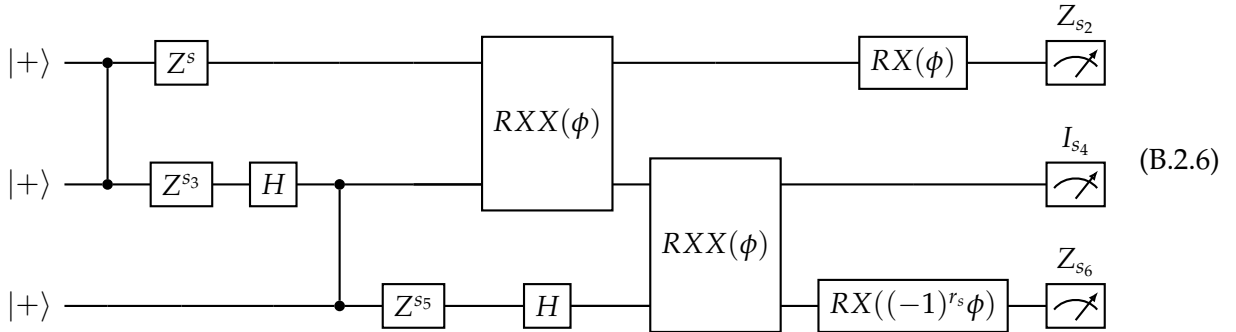 Z_{s_2}
|+⟩ Z^s RX(ϕ)
RXX(ϕ)
I_{s_4}
|+⟩ Z^{s_3} H (B.2.6)
RXX(ϕ)
Z_{s_6}
|+⟩ Z^{s_5} H RX((−1)^{r_s}ϕ)